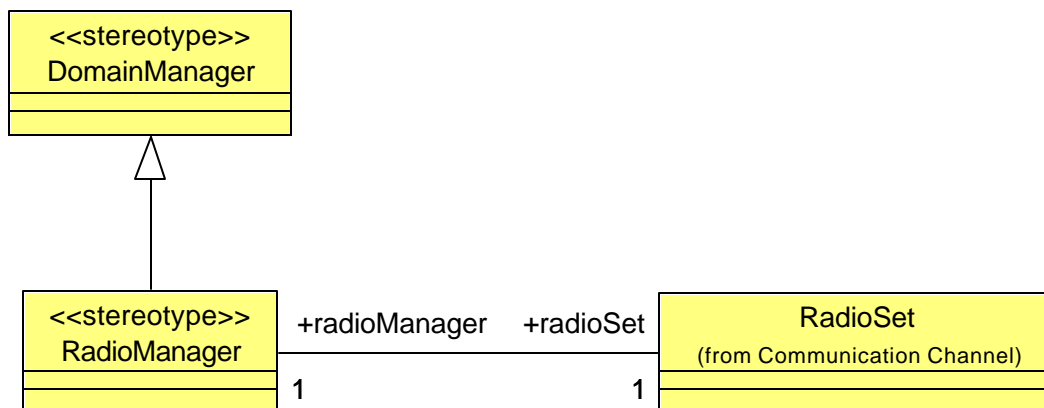 <<stereotype>>
DomainManager
<<stereotype>>
RadioManager
+radioManager
+radioSet
1
1
RadioSet
(from Communication Channel)